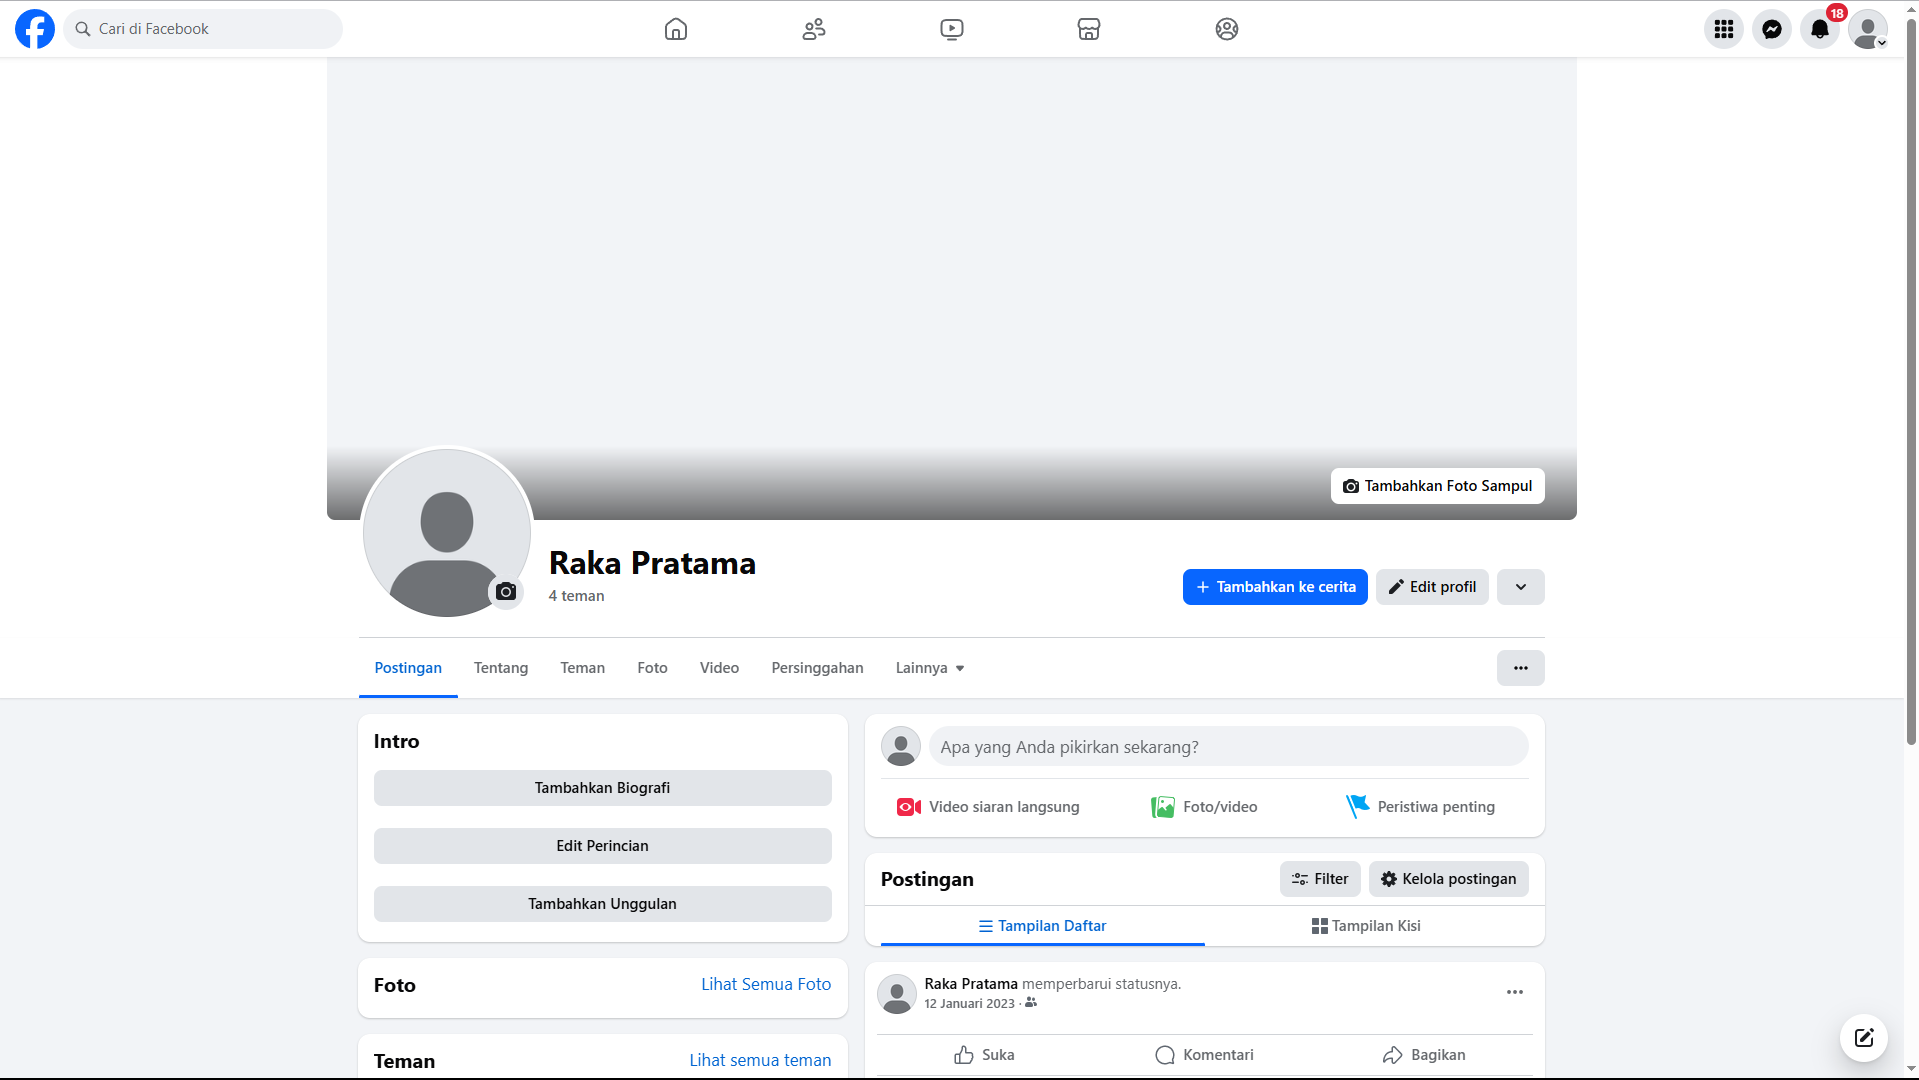 Cari di Facebook
18
Tambahkan Foto Sampul
Raka Pratama
4 teman
Tambahkan ke cerita
Edit profil
Postingan
Tentang
Teman
Foto
Video
Persinggahan
Lainnya
Intro
Tambahkan Biografi
Edit Perincian
Tambahkan Unggulan
Foto
Lihat Semua Foto
Teman
Lihat semua teman
Apa yang Anda pikirkan sekarang?
Video siaran langsung
Foto/video
Peristiwa penting
Postingan
Filter
Kelola postingan
Tampilan Daftar
Tampilan Kisi
Raka Pratama memperbarui statusnya.
12 Januari 2023 ·
Suka
Komentari
Bagikan